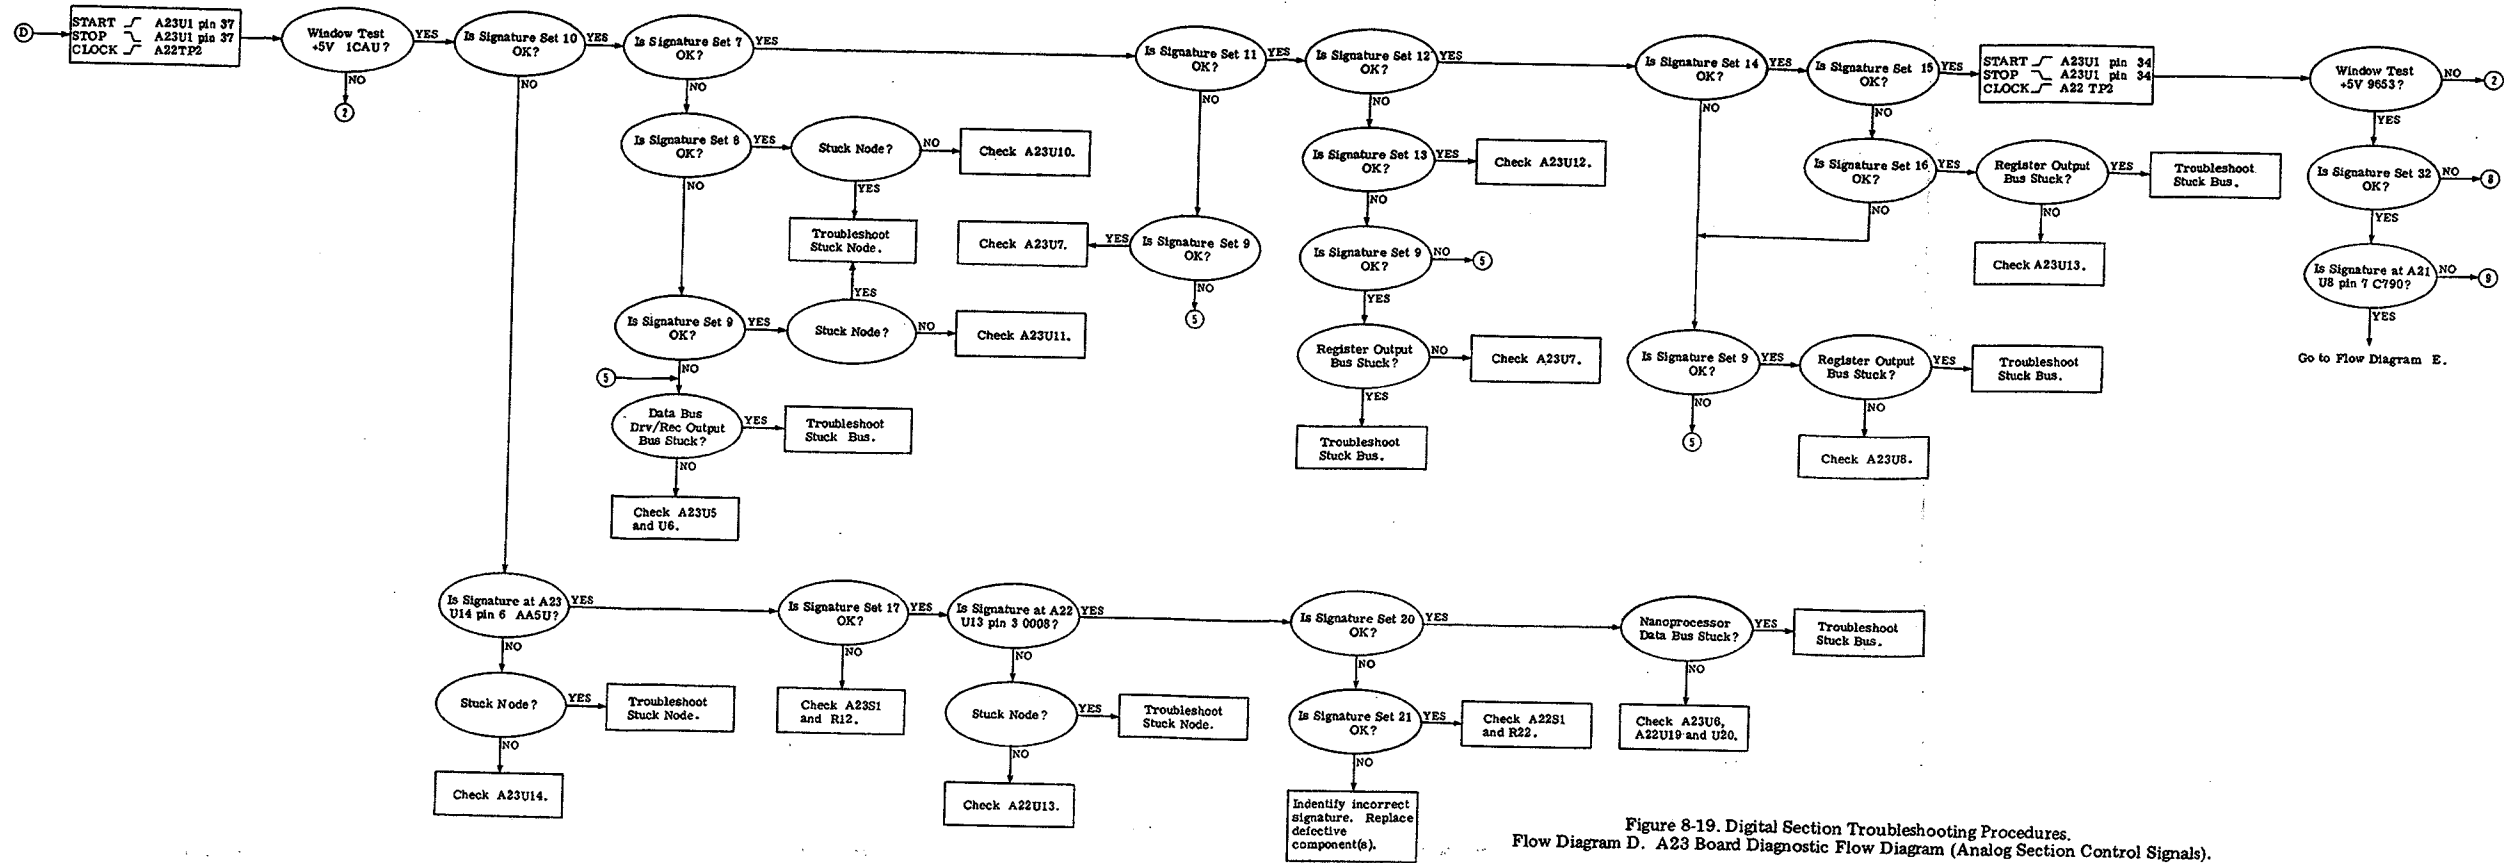 D
START A23U1 pin 37
STOP A23U1 pin 37
CLOCK A22TP2
Window Test
+5V 1CAU?
YES
NO
2
Is Signature Set 10
OK?
YES
NO
Is Signature Set 7
OK?
YES
NO
Is Signature Set 11
OK?
YES
NO
Is Signature Set 12
OK?
YES
NO
Is Signature Set 14
OK?
YES
NO
Is Signature Set 15
OK?
YES
NO
START A23U1 pin 34
STOP A23U1 pin 34
CLOCK A22 TP2
Window Test
+5V 9653?
NO
2
YES
Is Signature Set 8
OK?
YES
NO
Stuck Node?
NO
YES
Check A23U10.
Troubleshoot
Stuck Node.
YES
Is Signature Set 9
OK?
YES
NO
Stuck Node?
NO
Check A23U11.
5
Data Bus
Drv/Rec Output
Bus Stuck?
YES
NO
Troubleshoot
Stuck Bus.
Check A23U5
and U6.
Check A23U7.
YES
Is Signature Set 9
OK?
NO
5
Is Signature Set 13
OK?
YES
NO
Check A23U12.
Is Signature Set 9
OK?
NO
5
YES
Register Output
Bus Stuck?
NO
YES
Check A23U7.
Troubleshoot
Stuck Bus.
Is Signature Set 16
OK?
YES
NO
Register Output
Bus Stuck?
YES
NO
Troubleshoot
Stuck Bus.
Check A23U13.
Is Signature Set 9
OK?
YES
NO
5
Register Output
Bus Stuck?
YES
NO
Troubleshoot
Stuck Bus.
Check A23U8.
Is Signature Set 32
OK?
NO
8
YES
Is Signature at A21
U8 pin 7 C790?
NO
9
YES
Go to Flow Diagram E.
Is Signature at A23
U14 pin 6 AA5U?
YES
NO
Stuck Node?
YES
NO
Troubleshoot
Stuck Node.
Check A23U14.
Is Signature Set 17
OK?
YES
NO
Check A23S1
and R12.
Is Signature at A22
U13 pin 3 0008?
YES
NO
Stuck Node?
YES
NO
Troubleshoot
Stuck Node.
Check A22U13.
Is Signature Set 20
OK?
YES
NO
Is Signature Set 21
OK?
YES
NO
Check A22S1
and R22.
Indentify incorrect
signature. Replace
defective
component(s).
Nanoprocessor
Data Bus Stuck?
YES
NO
Troubleshoot
Stuck Bus.
Check A23U6,
A22U19 and U20.
Figure 8-19. Digital Section Troubleshooting Procedures.
Flow Diagram D. A23 Board Diagnostic Flow Diagram (Analog Section Control Signals).